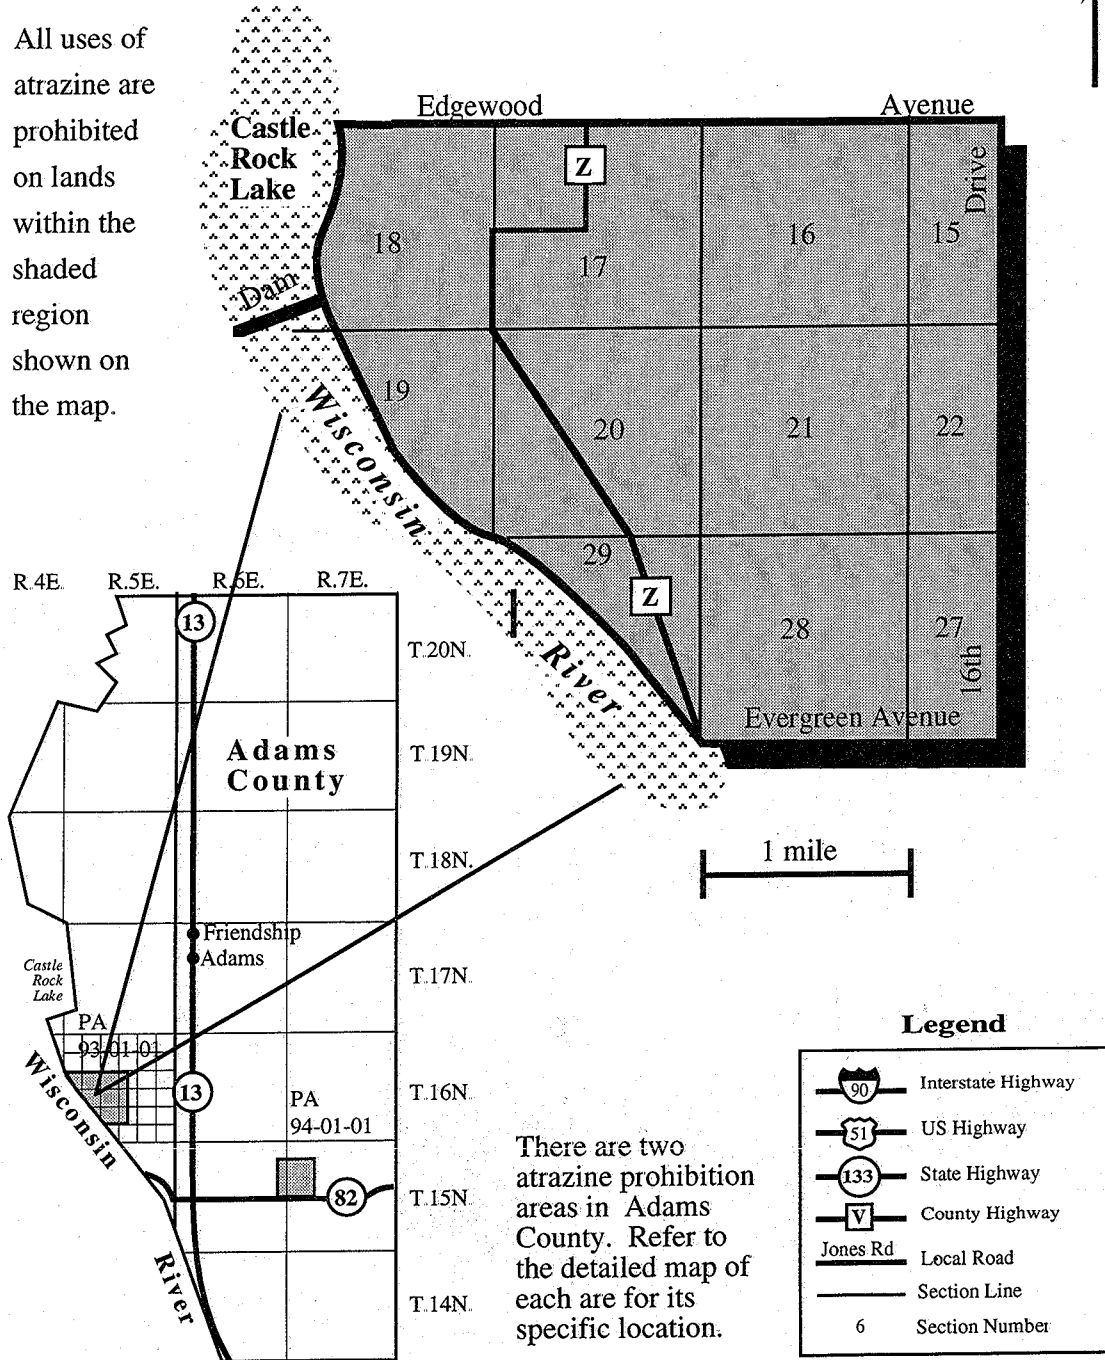 All uses of
atrazine are
prohibited
on lands
within the
shaded
region
shown on
the map.
Edgewood Avenue
Castle
Rock
Lake
Z
Drive
18
17
16
15
Dam
19
20
21
22
Wisconsin
29
Z
28
27
16th
River
Evergreen Avenue
1 mile
R.4E. R.5E. R.6E. R.7E.
13
T.20N.
Adams
County
T.19N.
T.18N.
Friendship
Adams
T.17N.
Castle
Rock
Lake
PA
93-01-01
Wisconsin
13
T.16N.
PA
94-01-01
82
T.15N.
River
T.14N.
There are two
atrazine prohibition
areas in Adams
County. Refer to
the detailed map of
each are for its
specific location.
Legend
90 Interstate Highway
51 US Highway
133 State Highway
V County Highway
Jones Rd Local Road
Section Line
6 Section Number